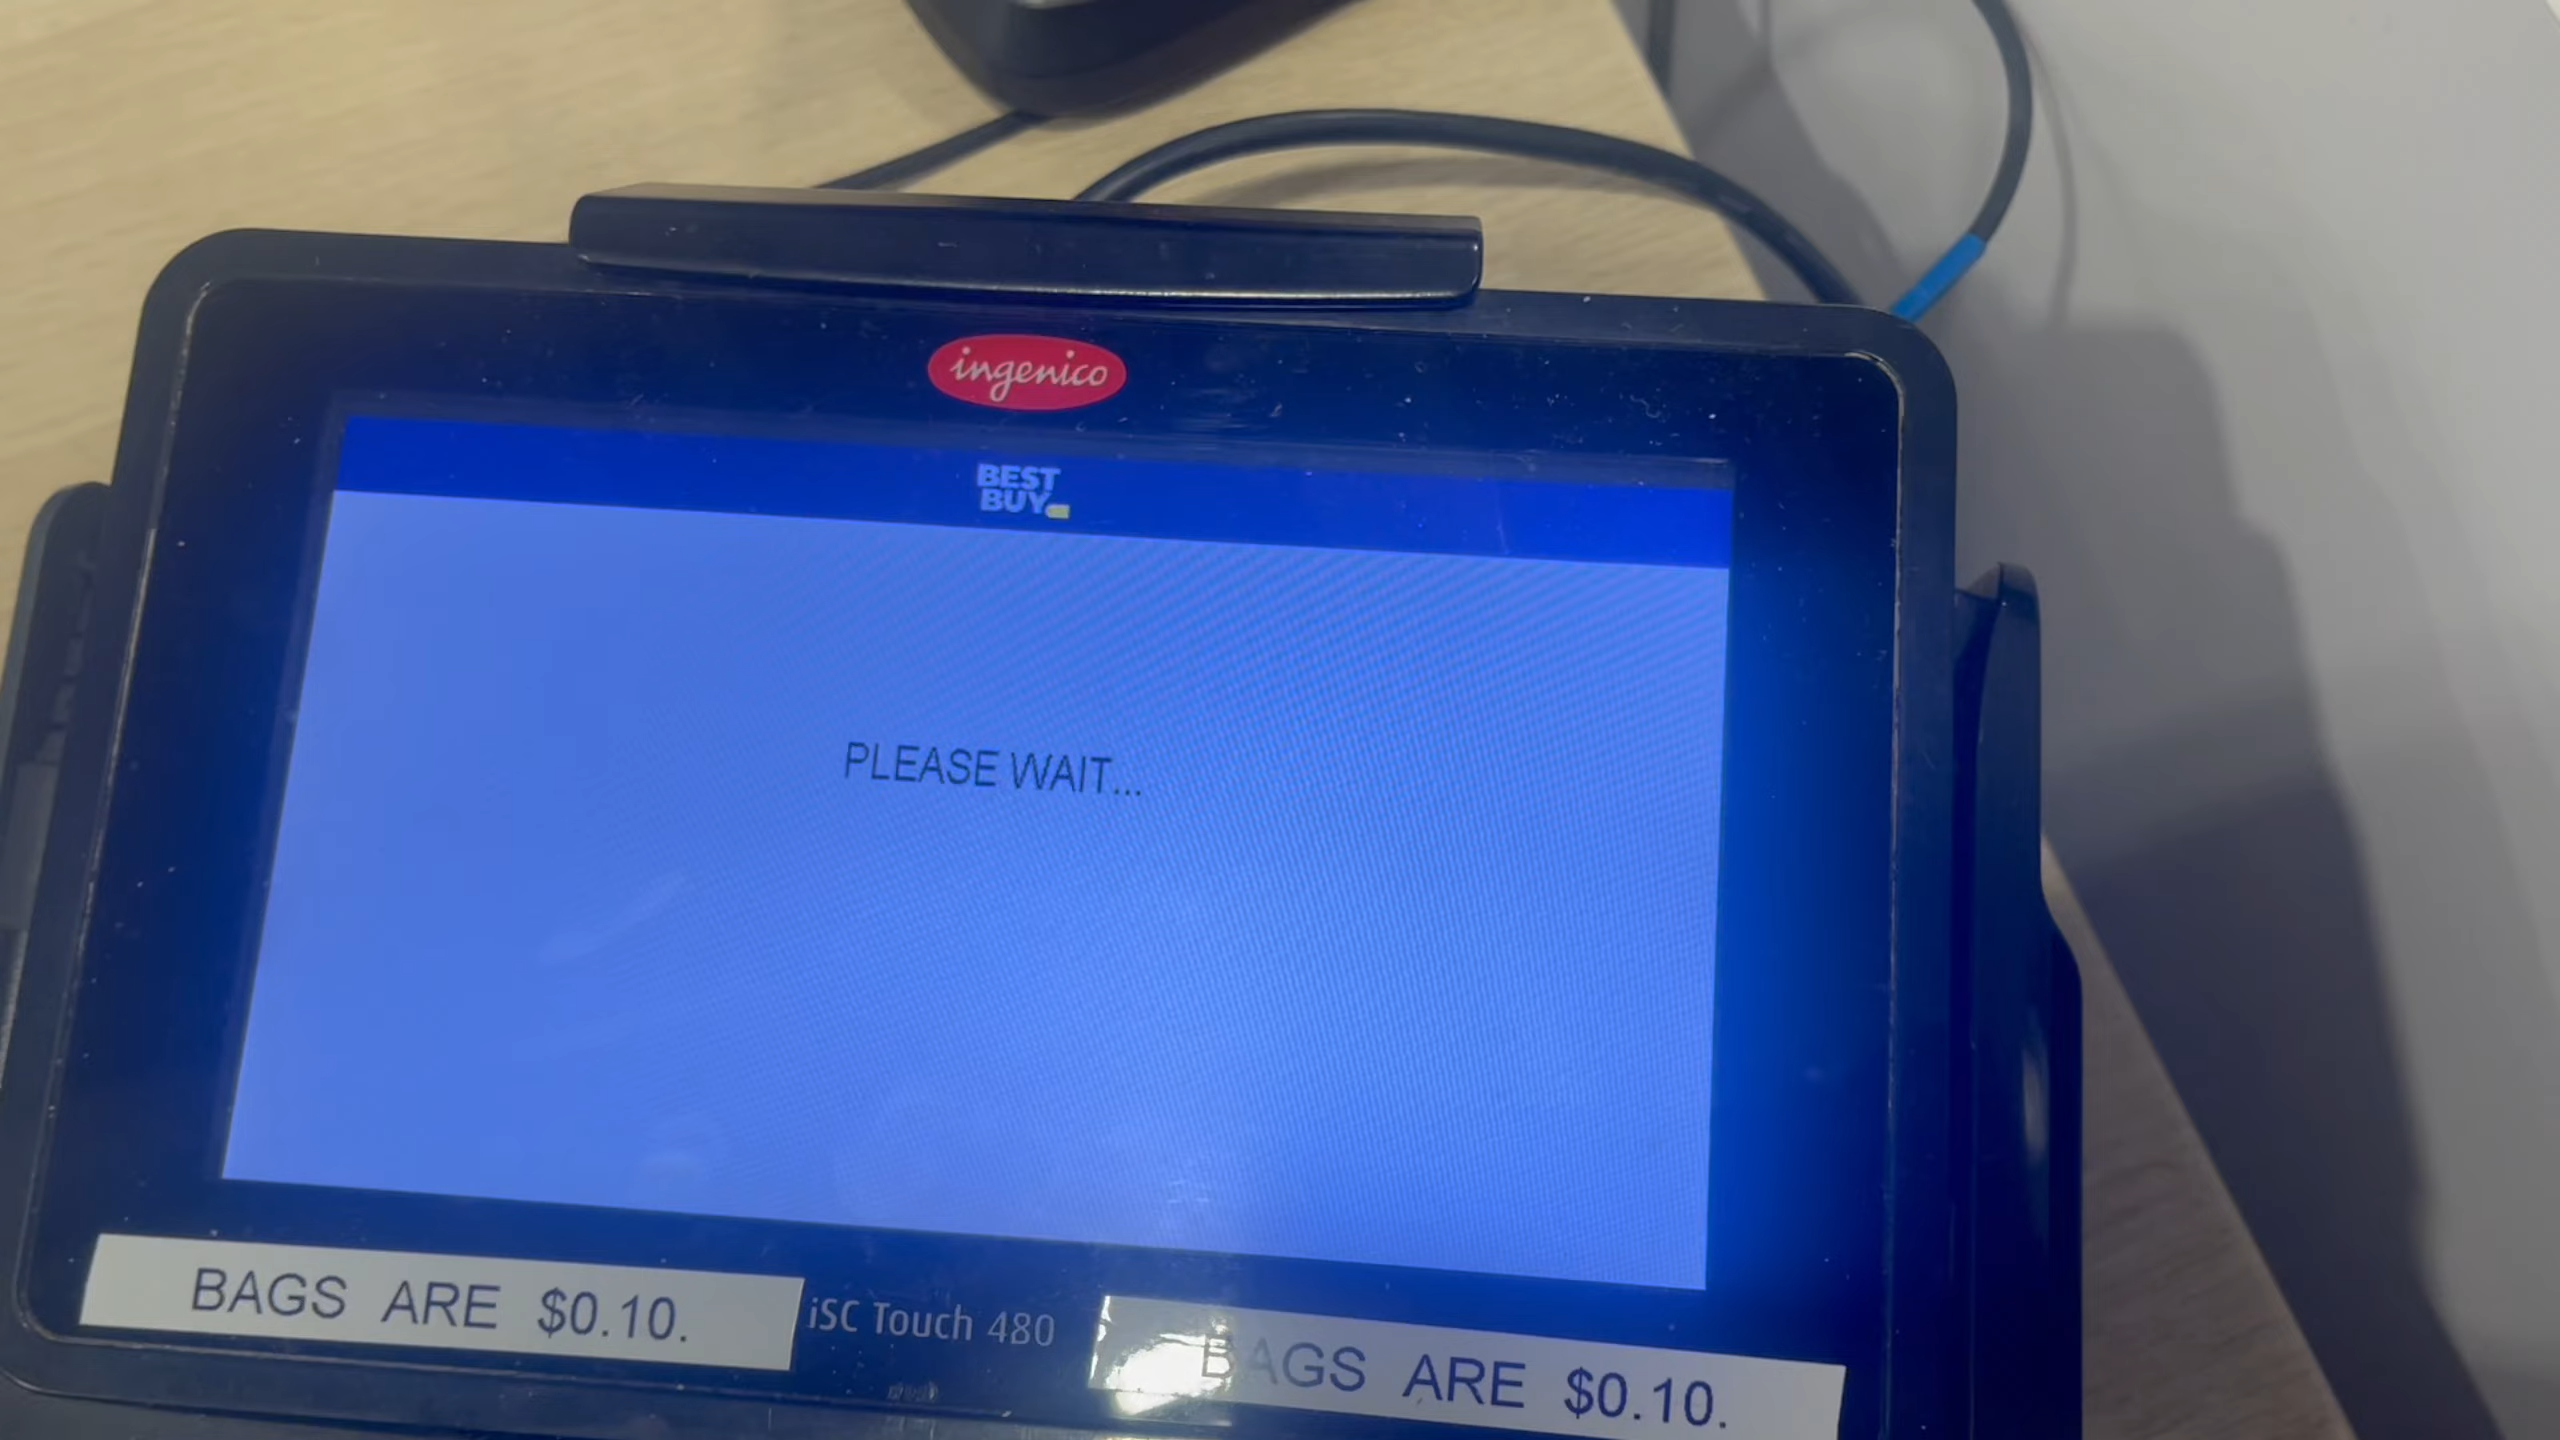 ingenico
BEST
BUY
PLEASE WAIT...
BAGS ARE $0.10.
iSC Touch 480
BAGS ARE $0.10.